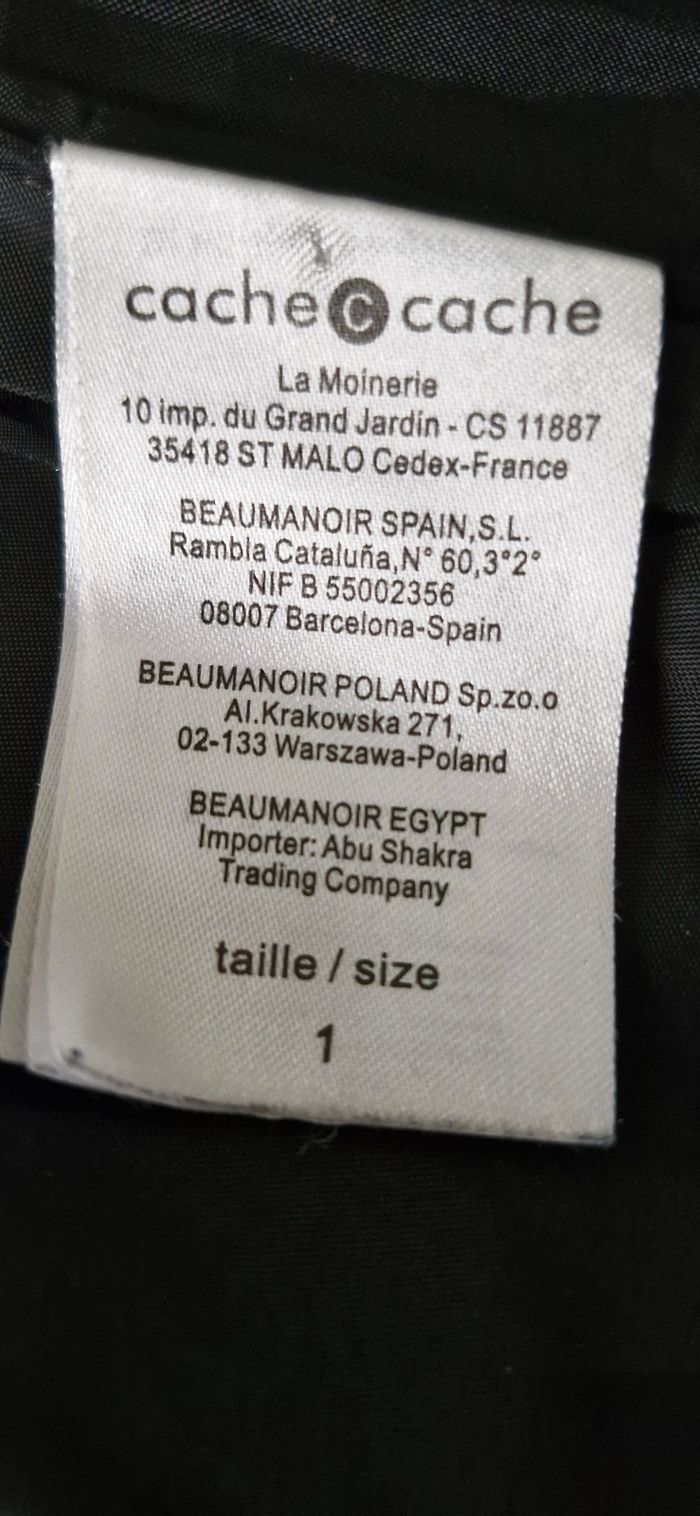 cache C cache
La Moinerie
10 imp. du Grand Jardin - CS 11887
35418 ST MALO Cedex-France
BEAUMANOIR SPAIN,S.L.
Rambla Cataluña,N° 60,3°2°
NIF B 55002356
08007 Barcelona-Spain
BEAUMANOIR POLAND Sp.zo.o
Al.Krakowska 271,
02-133 Warszawa-Poland
BEAUMANOIR EGYPT
Importer: Abu Shakra
Trading Company
taille / size
1